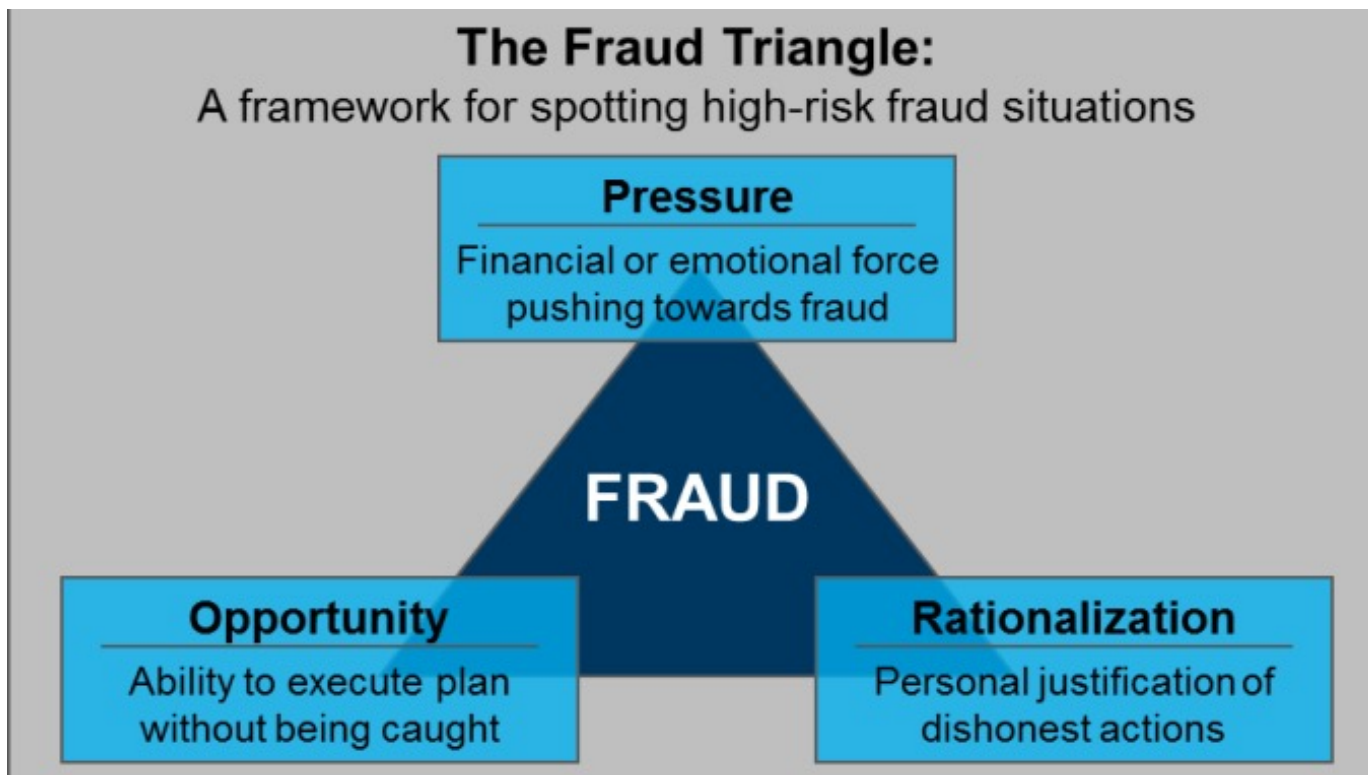 The Fraud Triangle:
A framework for spotting high-risk fraud situations
Pressure
Financial or emotional force
pushing towards fraud
FRAUD
Opportunity
Ability to execute plan
without being caught
Rationalization
Personal justification of
dishonest actions